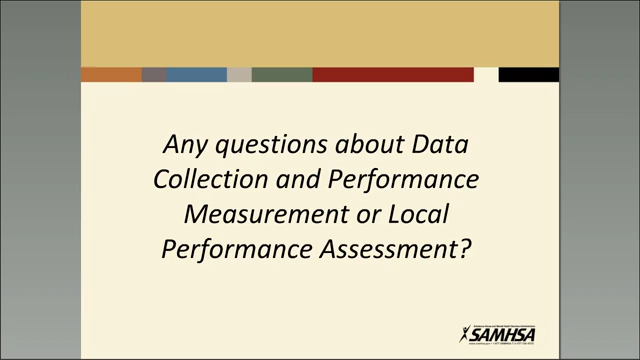 Any questions about Data
Collection and Performance
Measurement or Local
Performance Assessment?
SAMHSA